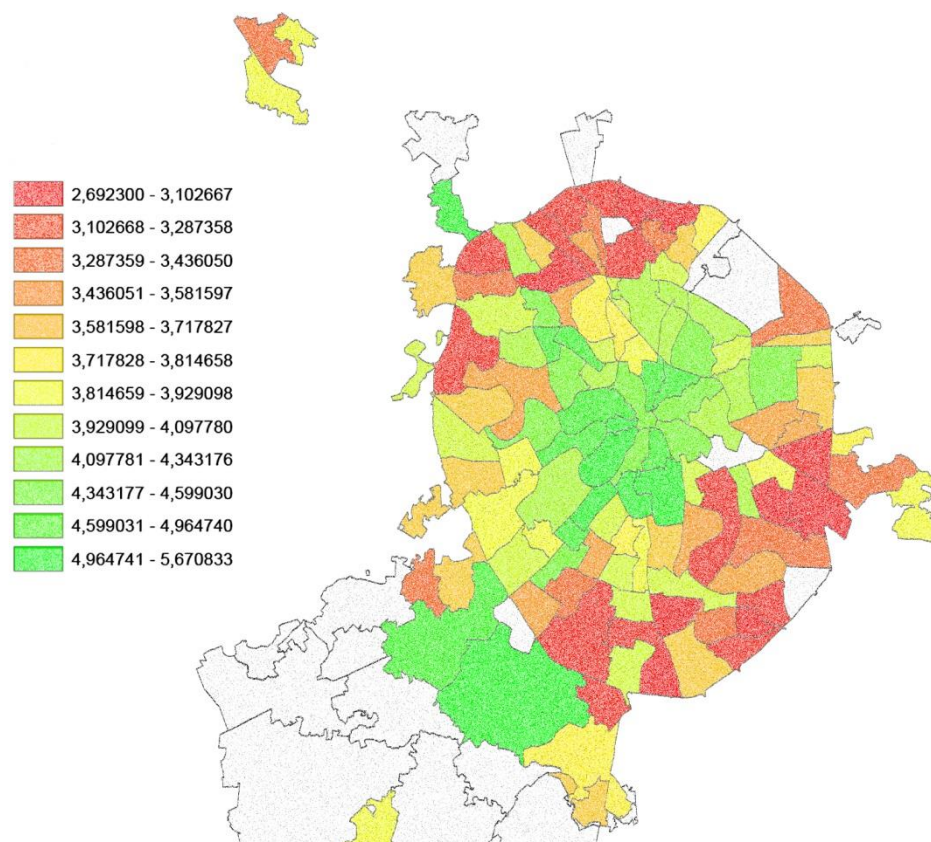 2,692300 - 3,102667
3,102668 - 3,287358
3,287359 - 3,436050
3,436051 - 3,581597
3,581598 - 3,717827
3,717828 - 3,814658
3,814659 - 3,929098
3,929099 - 4,097780
4,097781 - 4,343176
4,343177 - 4,599030
4,599031 - 4,964740
4,964741 - 5,670833